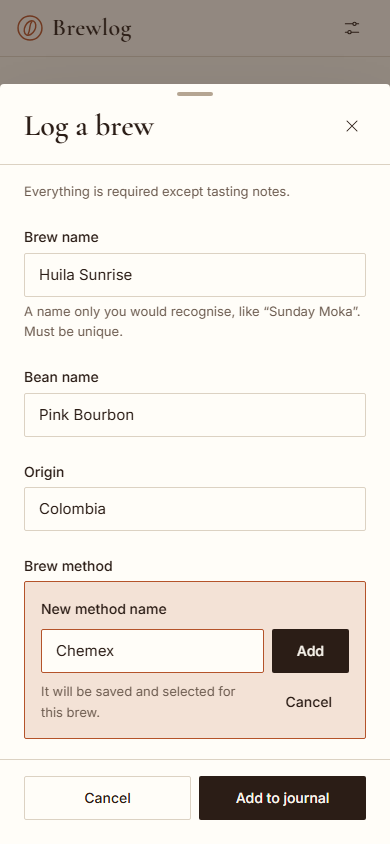 Brewlog
Log a brew
Everything is required except tasting notes.
Brew name
Huila Sunrise
A name only you would recognise, like “Sunday Moka”.
Must be unique.
Bean name
Pink Bourbon
Origin
Colombia
Brew method
New method name
Chemex
Add
It will be saved and selected for
this brew.
Cancel
Cancel
Add to journal